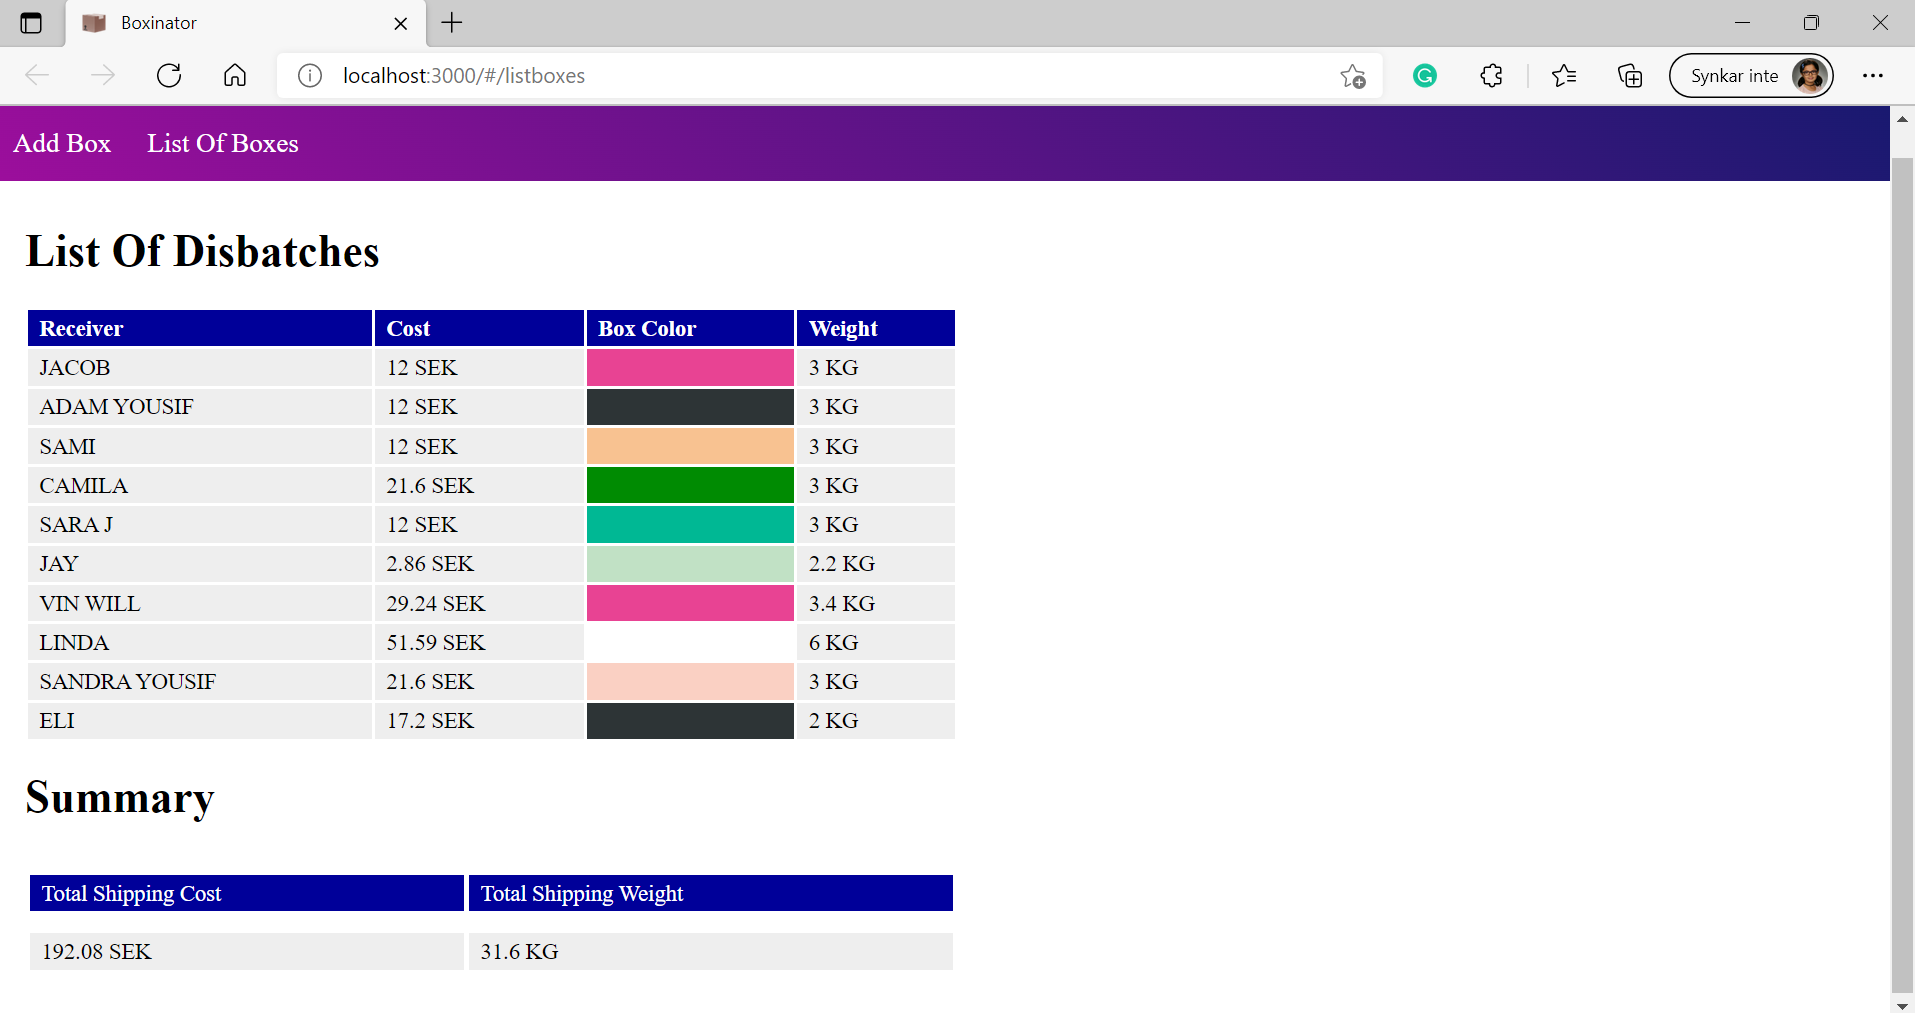 Boxinator
localhost:3000/#/listboxes
G
Synkar inte
Add Box List Of Boxes
List Of Disbatches
Receiver Cost Box Color Weight
JACOB 12 SEK 3 KG
ADAM YOUSIF 12 SEK 3 KG
SAMI 12 SEK 3 KG
CAMILA 21.6 SEK 3 KG
SARA J 12 SEK 3 KG
JAY 2.86 SEK 2.2 KG
VIN WILL 29.24 SEK 3.4 KG
LINDA 51.59 SEK 6 KG
SANDRA YOUSIF 21.6 SEK 3 KG
ELI 17.2 SEK 2 KG
Summary
Total Shipping Cost Total Shipping Weight
192.08 SEK 31.6 KG